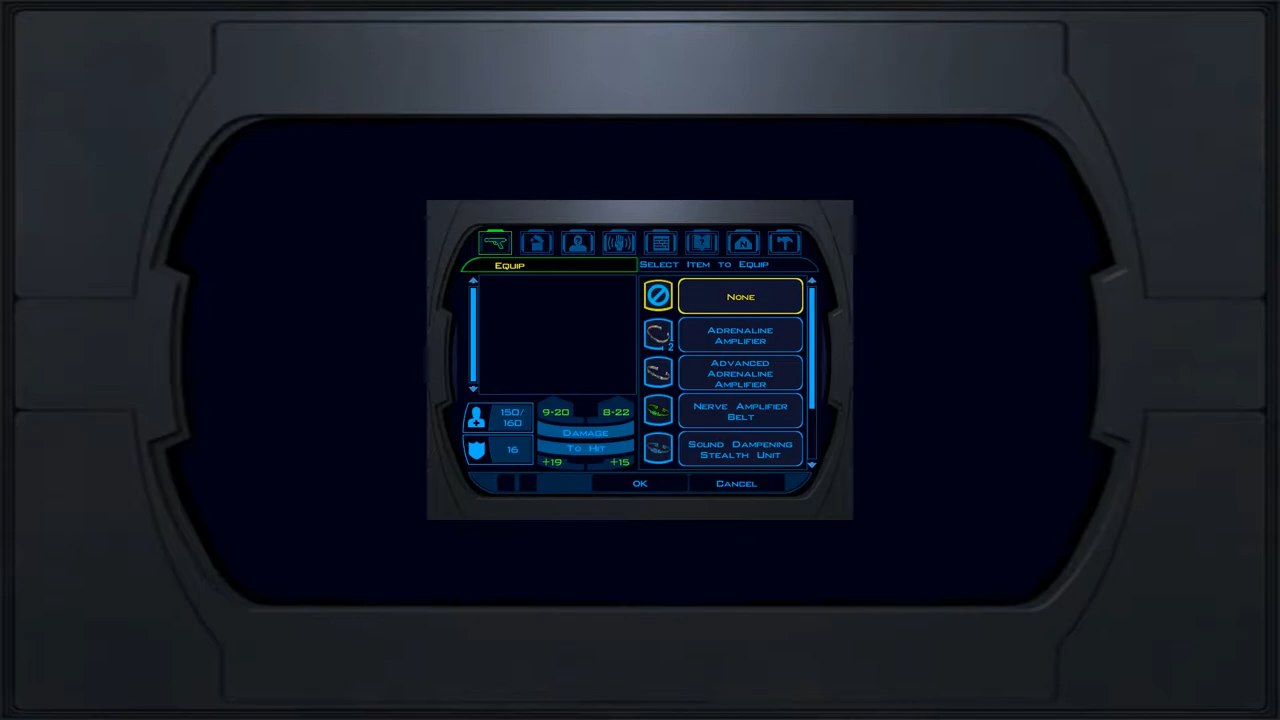 Equip
Select Item to Equip
None
Adrenaline
Amplifier
2
Advanced
Adrenaline
Amplifier
Nerve Amplifier
Belt
Sound Dampening
Stealth Unit
150/
160
16
9-20
8-22
Damage
To Hit
+19
+15
OK
Cancel